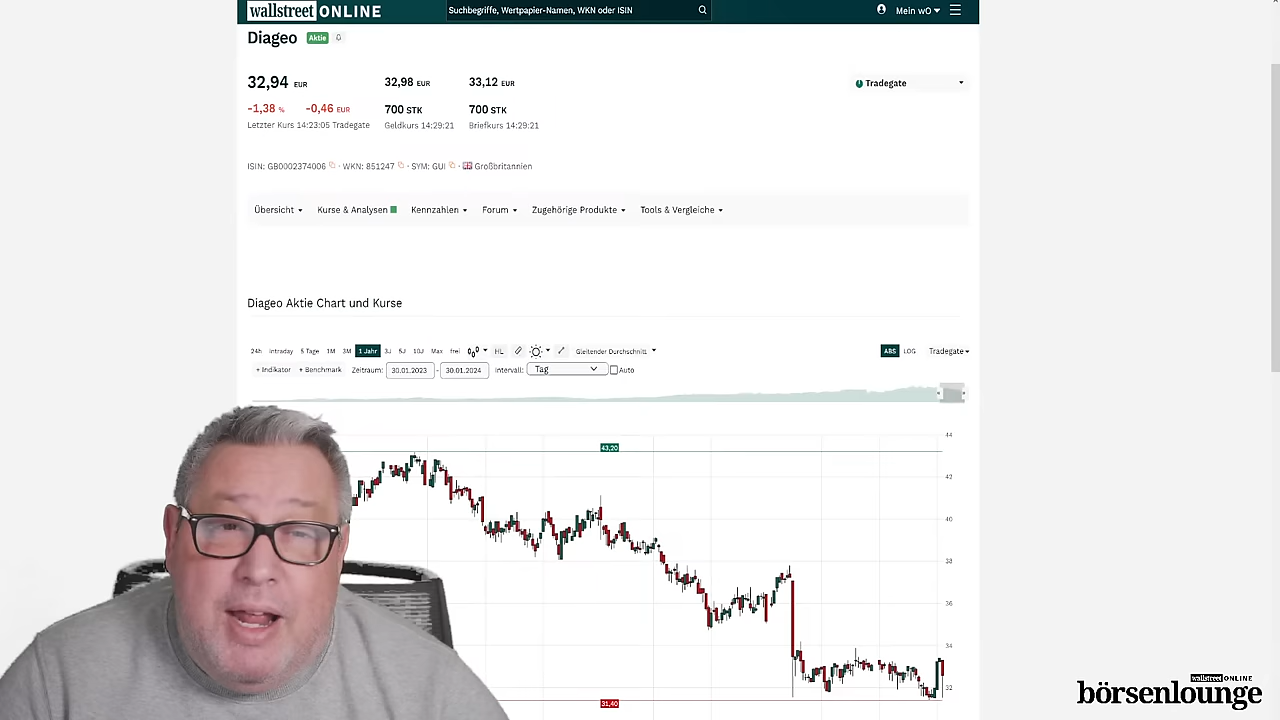 wallstreet ONLINE
Suchbegriffe, Wertpapier-Namen, WKN oder ISIN
Mein wO
Diageo Aktie
32,94 EUR 32,98 EUR 33,12 EUR
Tradegate
-1,38 % -0,46 EUR 700 STK 700 STK
Letzter Kurs 14:23:05 Tradegate Geldkurs 14:29:21 Briefkurs 14:29:21
ISIN: GB0002374006 · WKN: 851247 · SYM: GUI · Großbritannien
Übersicht Kurse & Analysen Kennzahlen Forum Zugehörige Produkte Tools & Vergleiche
Diageo Aktie Chart und Kurse
24h Intraday 5 Tage 1M 3M 1 Jahr 3J 5J 10J Max frei HL Gleitender Durchschnitt ABS LOG Tradegate
+ Indikator + Benchmark Zeitraum: 30.01.2023 - 30.01.2024 Intervall: Tag Auto
44
43,20
42
40
38
36
34
32
31,40
wallstreet ONLINE
börsenlounge